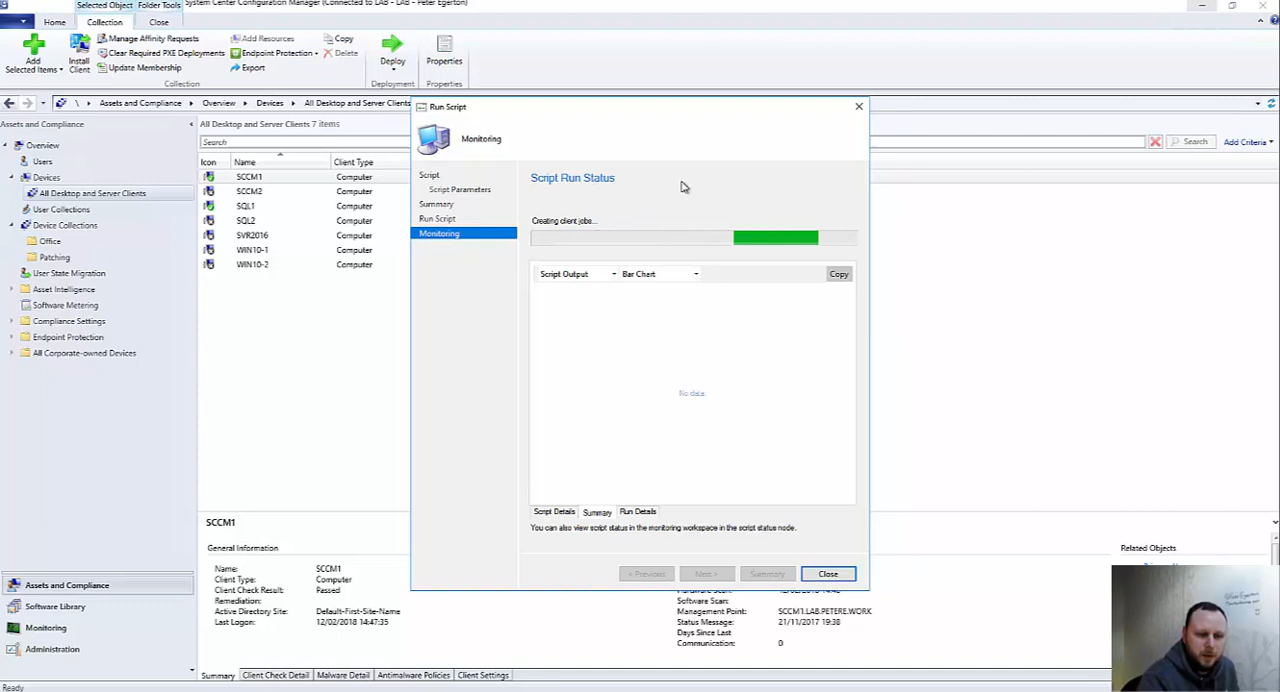 Selected Object
Folder Tools
System Center Configuration Manager (Connected to LAB - LAB - Peter Egerton)
Home
Collection
Close
Add
Selected Items
Install
Client
Manage Affinity Requests
Clear Required PXE Deployments
Update Membership
Add Resources
Endpoint Protection
Export
Copy
Delete
Collection
Deploy
Deployment
Properties
Properties
\
Assets and Compliance
Overview
Devices
All Desktop and Server Clients
Assets and Compliance
Overview
Users
Devices
All Desktop and Server Clients
User Collections
Device Collections
Office
Patching
User State Migration
Asset Intelligence
Software Metering
Compliance Settings
Endpoint Protection
All Corporate-owned Devices
Assets and Compliance
Software Library
Monitoring
Administration
Ready
All Desktop and Server Clients 7 items
Search
Search
Add Criteria
Icon Name Client Type
SCCM1 Computer
SCCM2 Computer
SQL1 Computer
SQL2 Computer
SVR2016 Computer
WIN10-1 Computer
WIN10-2 Computer
Run Script
Monitoring
Script
Script Parameters
Summary
Run Script
Monitoring
Script Run Status
Creating client jobs...
Script Output
Bar Chart
Copy
No data
Script Details
Summary
Run Details
You can also view script status in the monitoring workspace in the script status node.
< Previous
Next >
Summary
Close
SCCM1
General Information
Name: SCCM1
Client Type: Computer
Client Check Result: Passed
Remediation:
Active Directory Site: Default-First-Site-Name
Last Logon: 12/02/2018 14:47:35
Software Scan:
Management Point: SCCM1.LAB.PETERE.WORK
Status Message: 21/11/2017 19:38
Days Since Last
Communication: 0
Related Objects
Summary
Client Check Detail
Malware Detail
Antimalware Policies
Client Settings